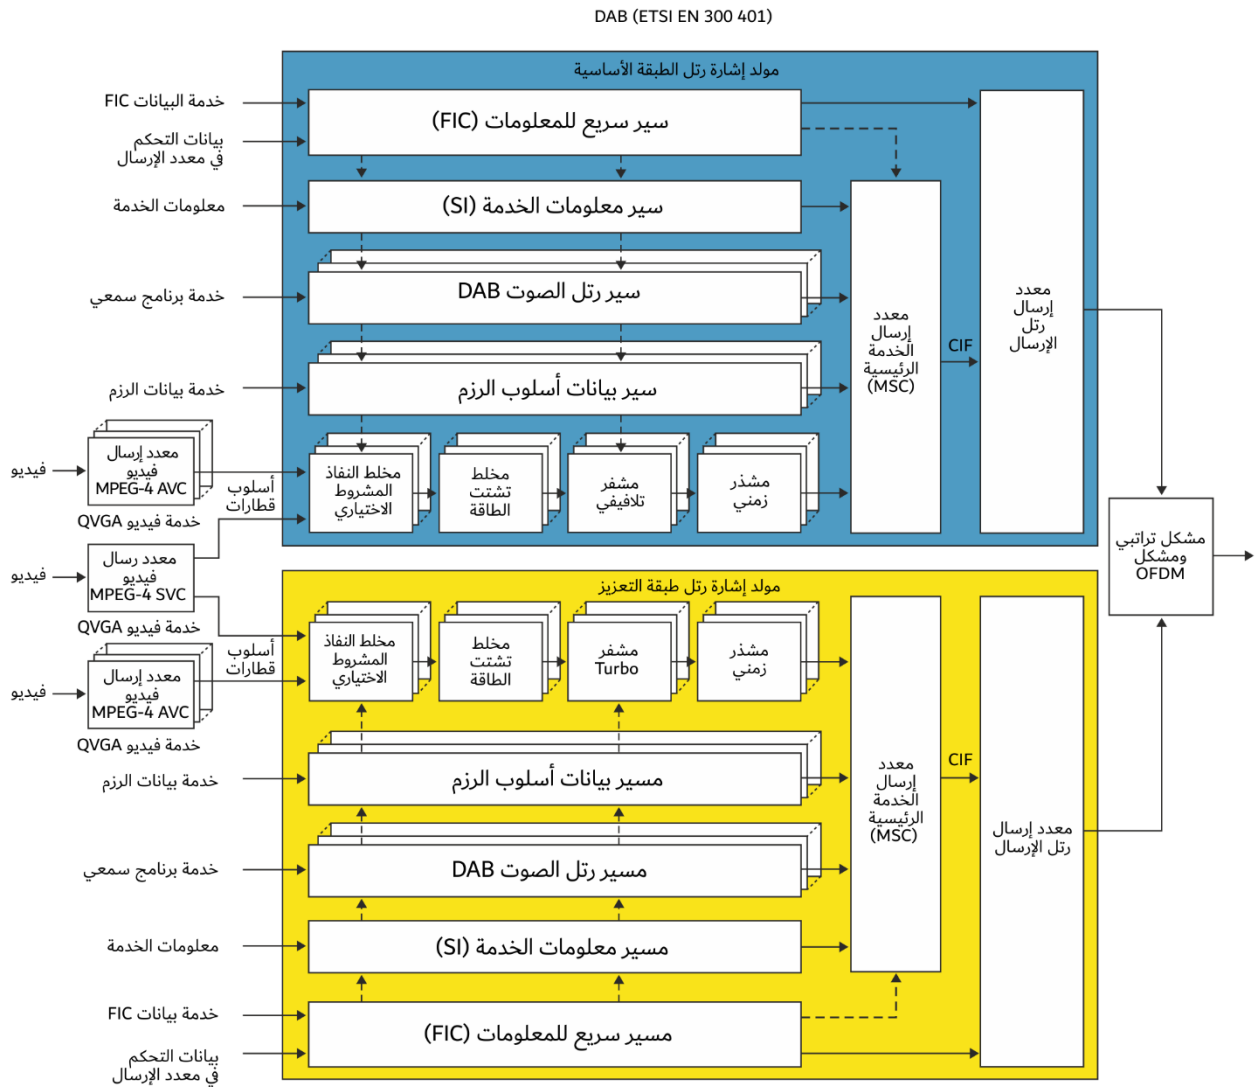 DAB (ETSI EN 300 401)
مولد إشارة رتل الطبقة الأساسية
خدمة البيانات FIC
سير سريع للمعلومات (FIC)
بيانات التحكم
في معدد الإرسال
معلومات الخدمة
سير معلومات الخدمة (SI)
خدمة برنامج سمعي
سير رتل الصوت DAB
خدمة بيانات الرزم
سير بيانات أسلوب الرزم
معدد
إرسال
الخدمة
الرئيسية
(MSC)
CIF
معدد
إرسال
رتل
الإرسال
فيديو
معدد إرسال
فيديو
MPEG-4 AVC
خدمة فيديو QVGA
أسلوب
قطارات
مخلط النفاذ
المشروط
الاختياري
مخلط
تشتت
الطاقة
مشفر
تلافيفي
مشذر
زمني
فيديو
معدد رسال
فيديو
MPEG-4 SVC
خدمة فيديو QVGA
مشكل تراتبي
ومشكل
OFDM
مولد إشارة رتل طبقة التعزيز
أسلوب
قطارات
مخلط النفاذ
المشروط
الاختياري
مخلط
تشتت
الطاقة
مشفر
Turbo
مشذر
زمني
فيديو
معدد إرسال
فيديو
MPEG-4 AVC
خدمة فيديو QVGA
خدمة بيانات الرزم
مسير بيانات أسلوب الرزم
معدد
إرسال
الخدمة
الرئيسية
(MSC)
CIF
معدد إرسال
رتل الإرسال
خدمة برنامج سمعي
مسير رتل الصوت DAB
معلومات الخدمة
مسير معلومات الخدمة (SI)
خدمة بيانات FIC
مسير سريع للمعلومات (FIC)
بيانات التحكم
في معدد الإرسال